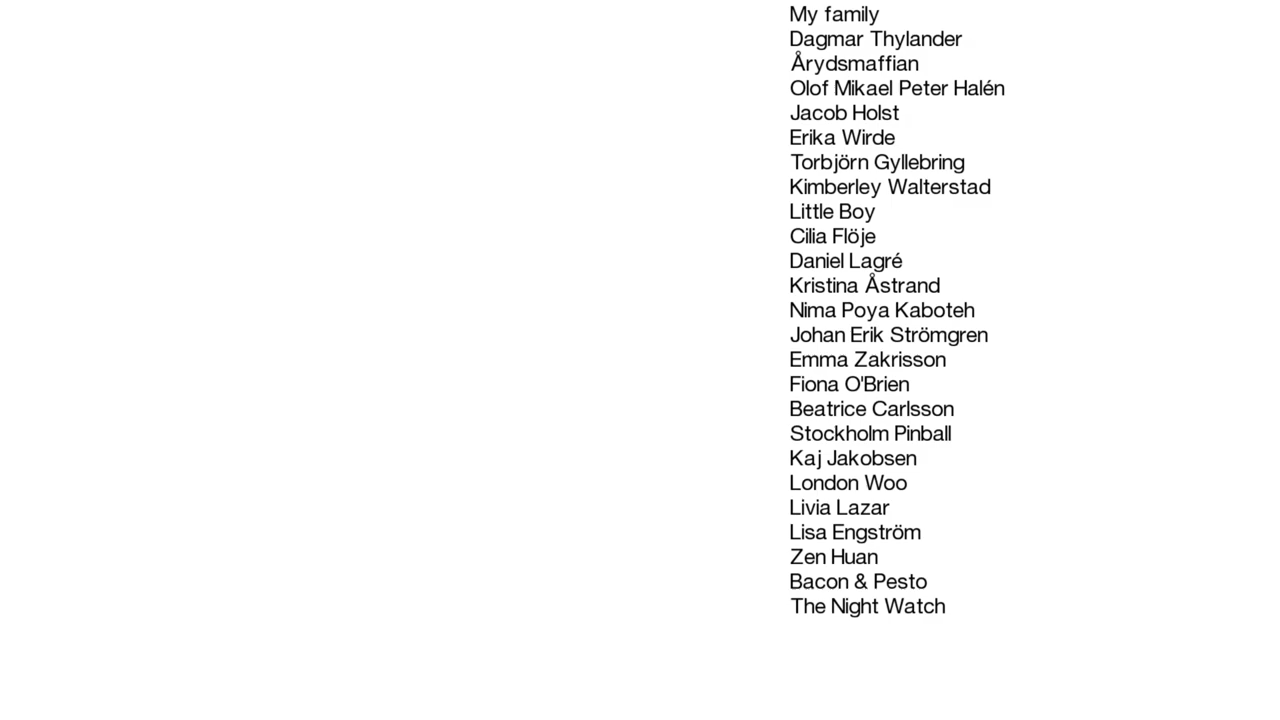 My family
Dagmar Thylander
Årydsmaffian
Olof Mikael Peter Halén
Jacob Holst
Erika Wirde
Torbjörn Gyllebring
Kimberley Walterstad
Little Boy
Cilia Flöje
Daniel Lagré
Kristina Åstrand
Nima Poya Kaboteh
Johan Erik Strömgren
Emma Zakrisson
Fiona O'Brien
Beatrice Carlsson
Stockholm Pinball
Kaj Jakobsen
London Woo
Livia Lazar
Lisa Engström
Zen Huan
Bacon & Pesto
The Night Watch